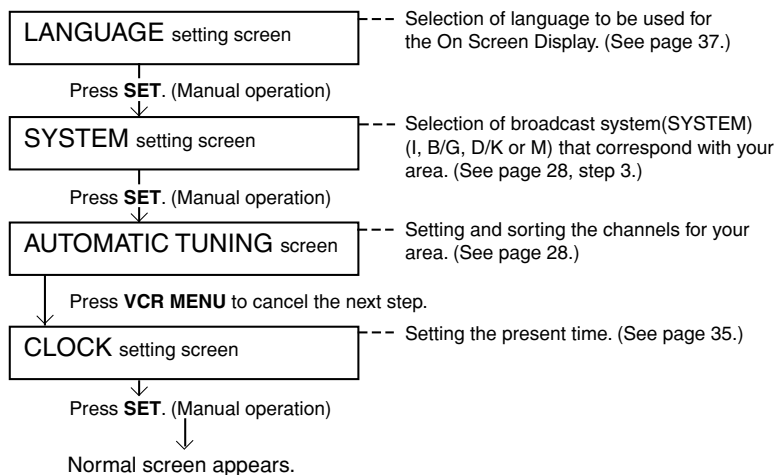 LANGUAGE setting screen
Selection of language to be used for
the On Screen Display. (See page 37.)
Press SET. (Manual operation)
SYSTEM setting screen
Selection of broadcast system(SYSTEM)
(I, B/G, D/K or M) that correspond with your
area. (See page 28, step 3.)
Press SET. (Manual operation)
AUTOMATIC TUNING screen
Setting and sorting the channels for your
area. (See page 28.)
Press VCR MENU to cancel the next step.
CLOCK setting screen
Setting the present time. (See page 35.)
Press SET. (Manual operation)
Normal screen appears.